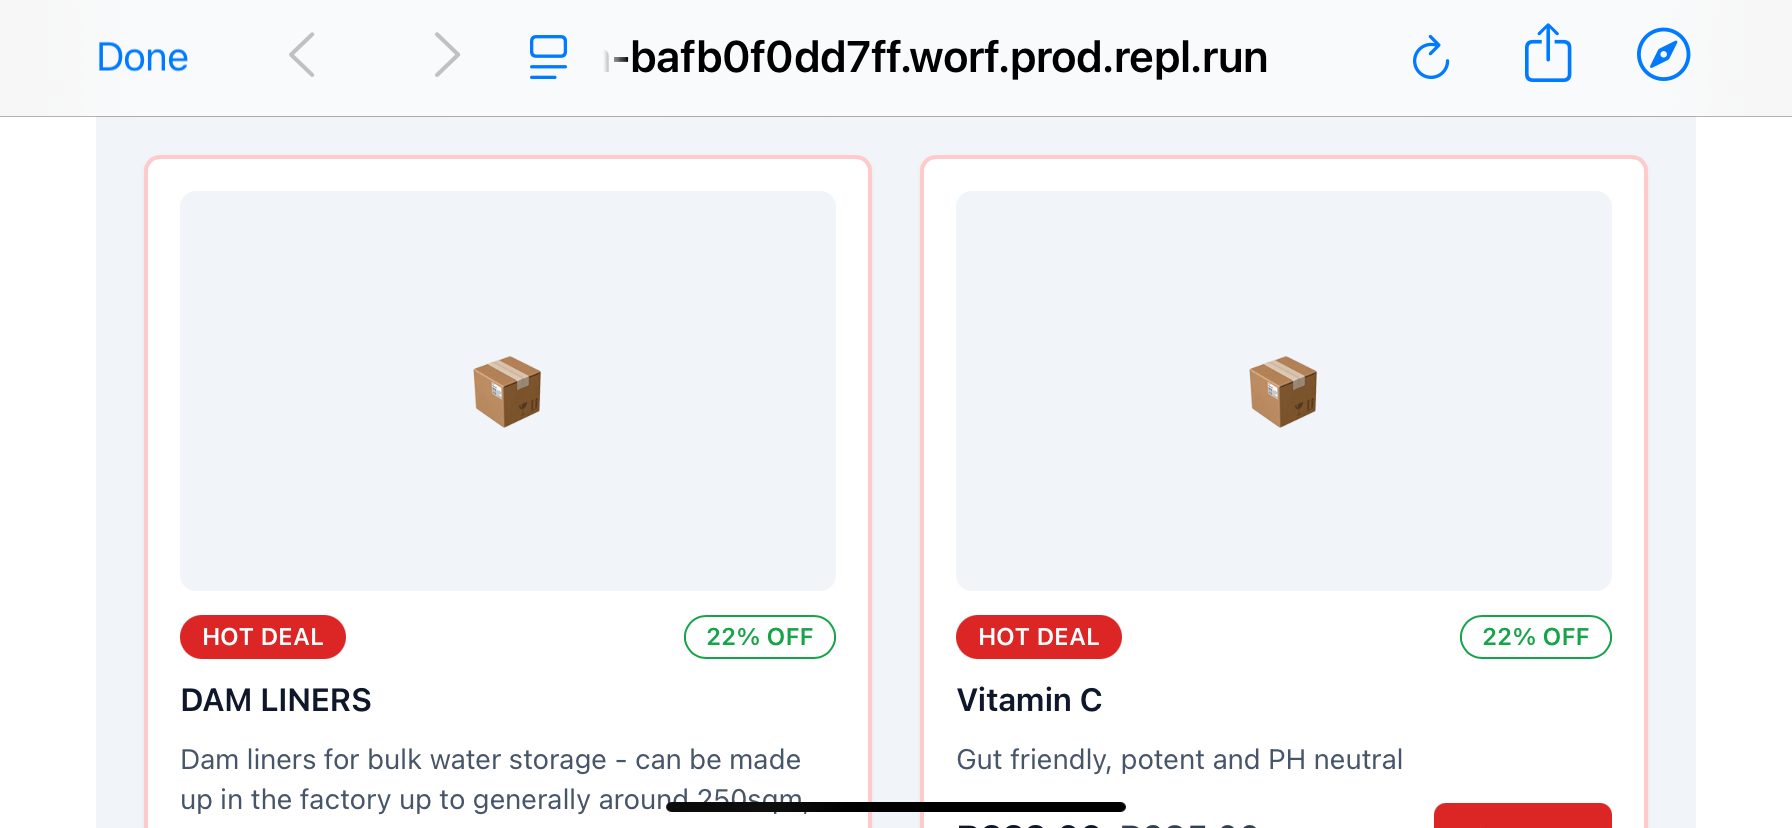 Done
-bafb0f0dd7ff.worf.prod.repl.run
HOT DEAL
22% OFF
DAM LINERS
Dam liners for bulk water storage - can be made
up in the factory up to generally around 250sqm,
HOT DEAL
22% OFF
Vitamin C
Gut friendly, potent and PH neutral